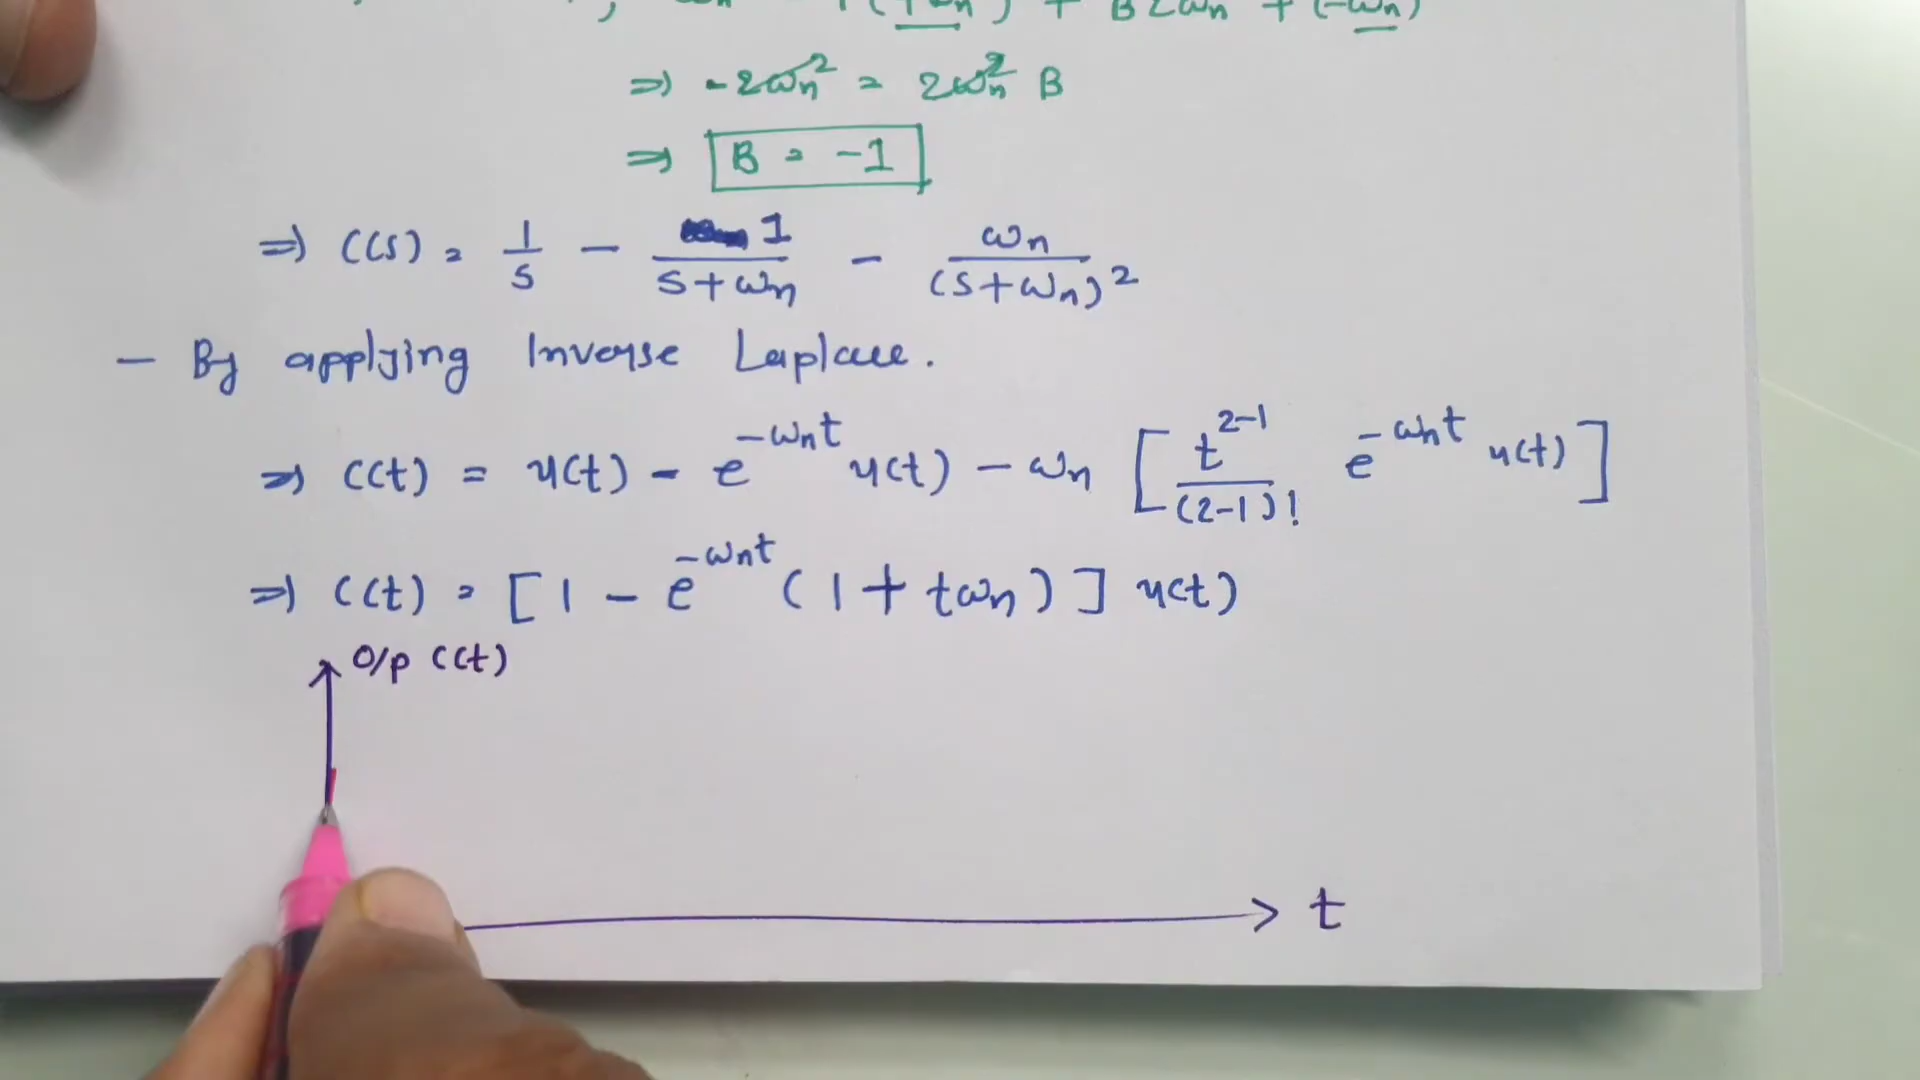 ⇒ -2ωn² = 2ωn² B
⇒ B = -1
⇒ C(s) = 1/s - 1/(s+ωn) - ωn/(s+ωn)²
- By applying Inverse Laplace.
⇒ C(t) = u(t) - e^(-ωnt) u(t) - ωn [ t^(2-1)/(2-1)! e^(-ωnt) u(t) ]
⇒ C(t) = [ 1 - e^(-ωnt) ( 1 + tωn ) ] u(t)
O/p C(t)
t